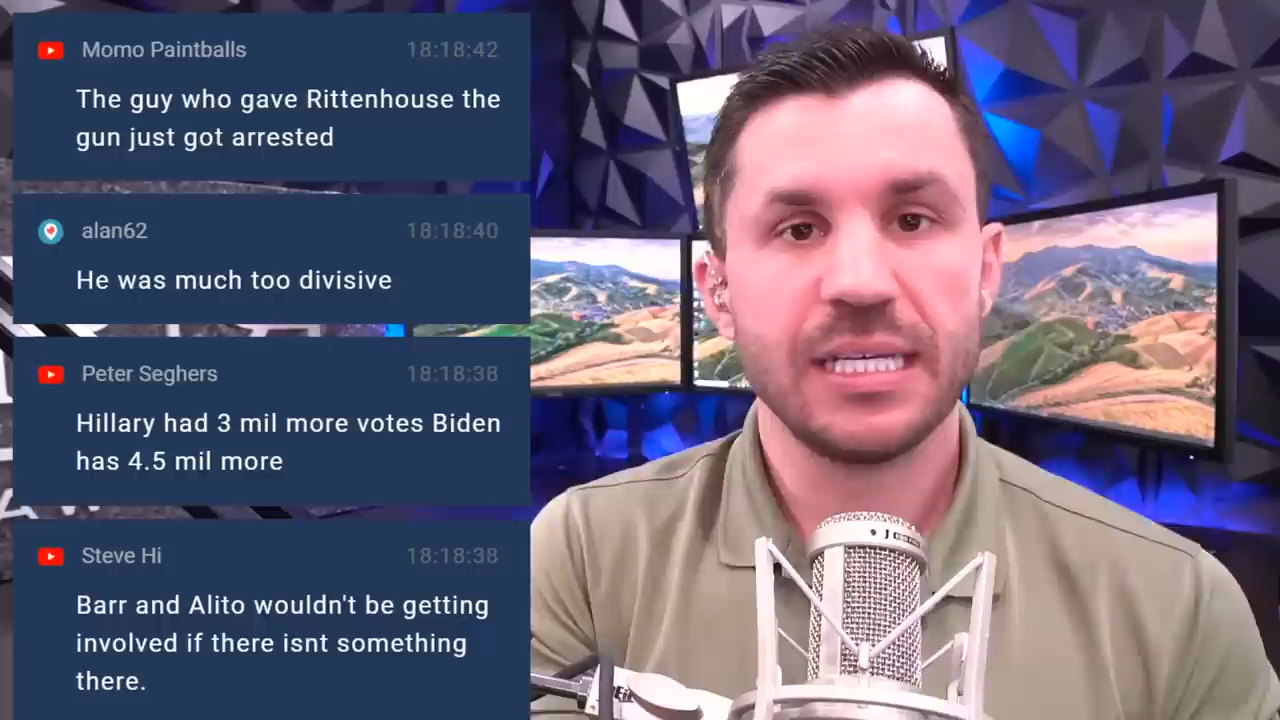 Momo Paintballs 18:18:42
The guy who gave Rittenhouse the
gun just got arrested
alan62 18:18:40
He was much too divisive
Peter Seghers 18:18:38
Hillary had 3 mil more votes Biden
has 4.5 mil more
Steve Hi 18:18:38
Barr and Alito wouldn't be getting
involved if there isnt something
there.